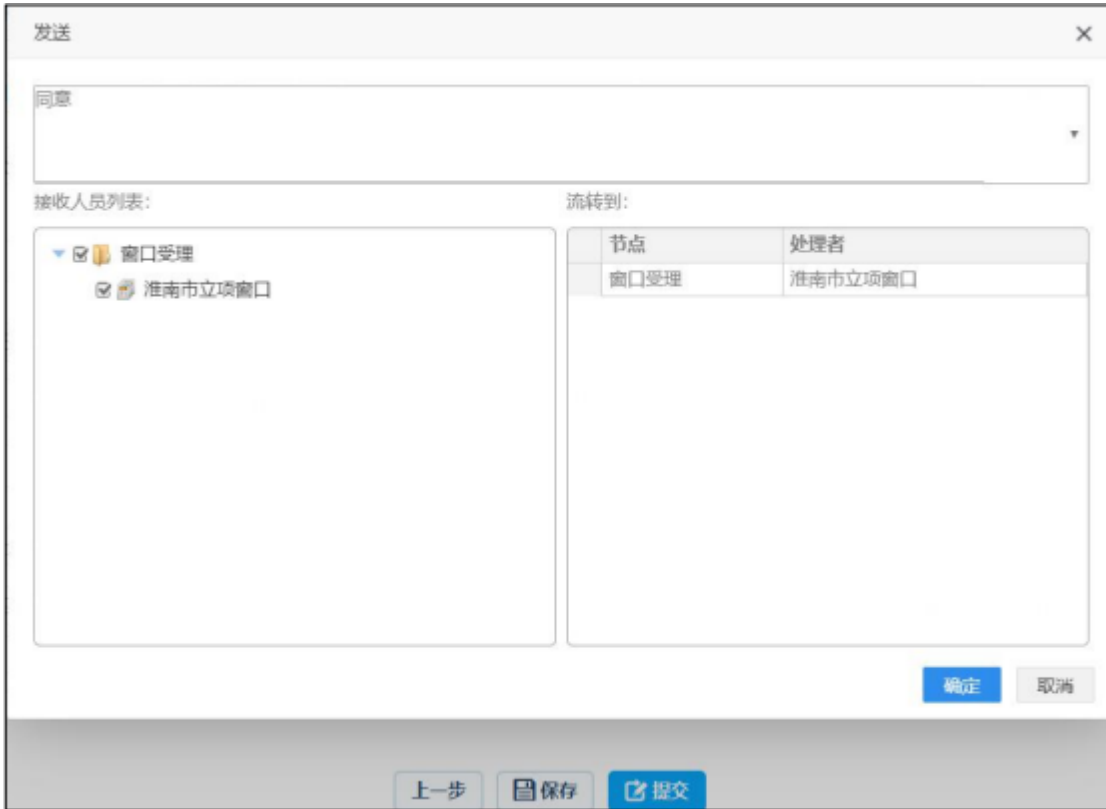 发送
同意
接收人员列表:
流转到:
窗口受理
淮南市立项窗口
节点 处理者
窗口受理 淮南市立项窗口
确定 取消
上一步 保存 提交